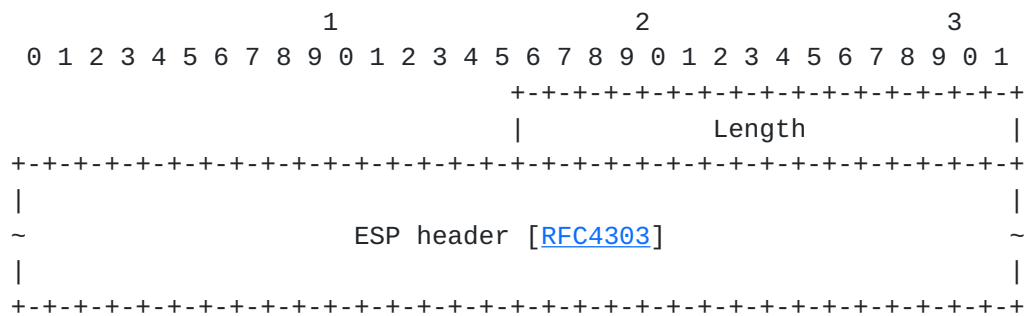 1                   2                   3
 0 1 2 3 4 5 6 7 8 9 0 1 2 3 4 5 6 7 8 9 0 1 2 3 4 5 6 7 8 9 0 1
                                +-+-+-+-+-+-+-+-+-+-+-+-+-+-+-+-+
                                |            Length             |
+-+-+-+-+-+-+-+-+-+-+-+-+-+-+-+-+-+-+-+-+-+-+-+-+-+-+-+-+-+-+-+-+
|                                                               |
~                     ESP header [RFC4303]                      ~
|                                                               |
+-+-+-+-+-+-+-+-+-+-+-+-+-+-+-+-+-+-+-+-+-+-+-+-+-+-+-+-+-+-+-+-+